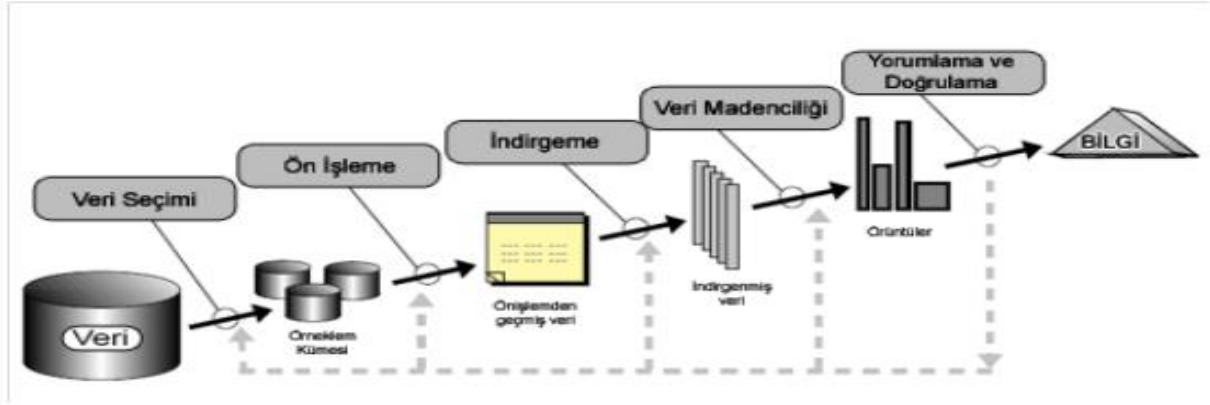 Yorumlama ve
Doğrulama
Veri Madenciliği
İndirgeme
Ön İşleme
Veri Seçimi
BİLGİ
Örüntüler
İndirgenmiş
veri
Önişlemden
geçmiş veri
Örneklem
Kümesi
Veri